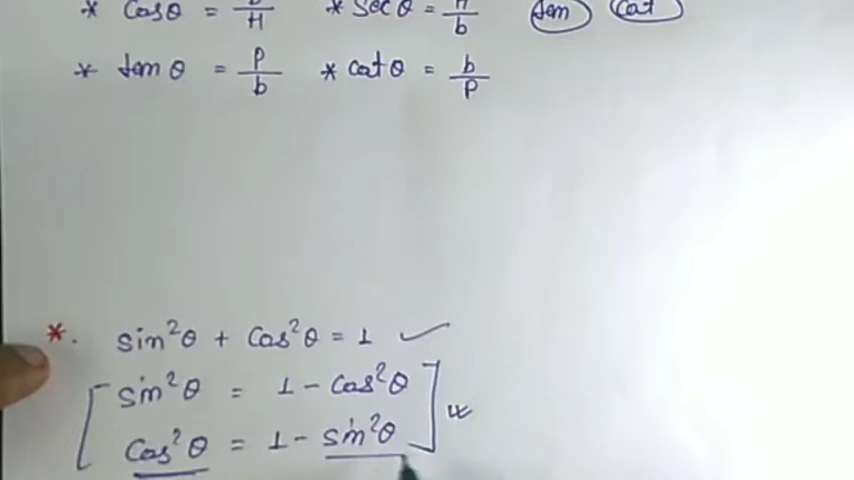 * Cosθ = b/H * Secθ = H/b tan Cot
* tanθ = P/b * cotθ = b/P
*. sin²θ + Cos²θ = 1
sin²θ = 1 - Cos²θ
Cos²θ = 1 - sin²θ